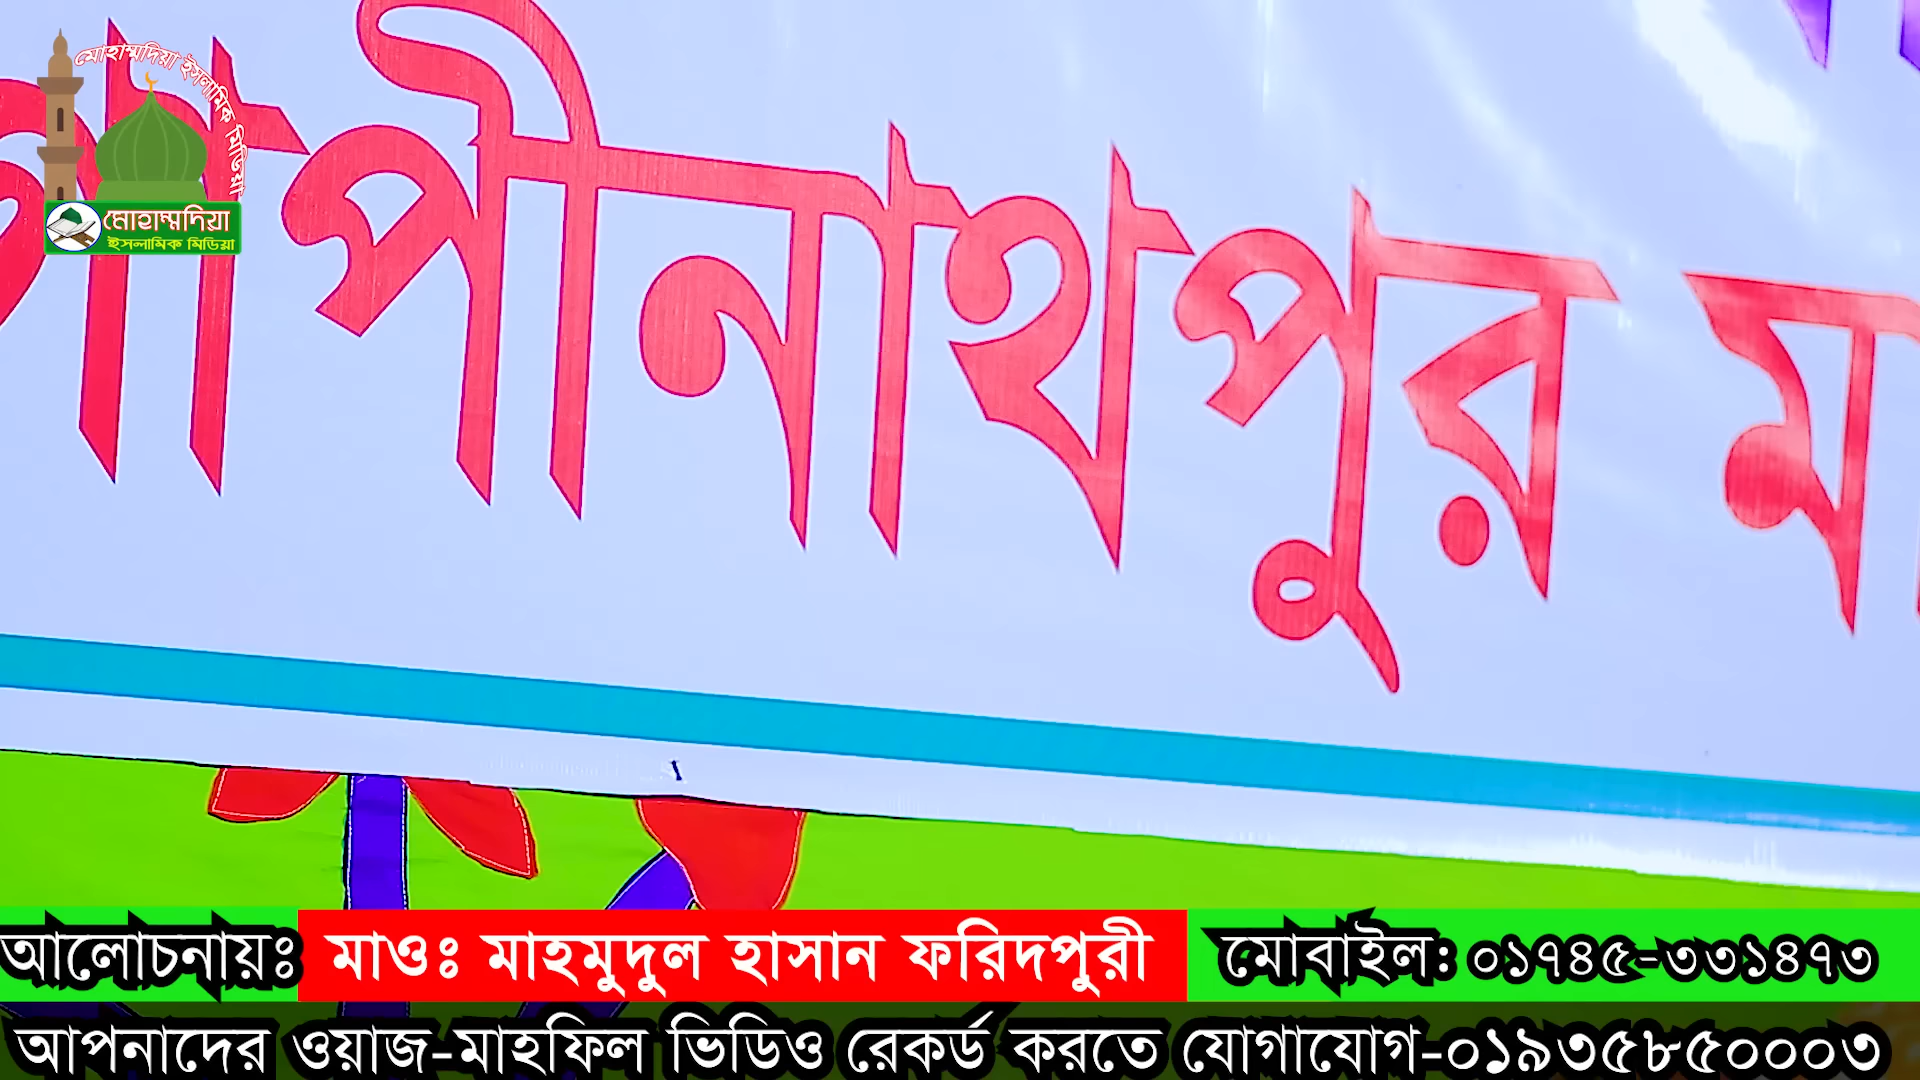 মোহাম্মদিয়া ইসলামিক মিডিয়া
মোহাম্মদিয়া
ইসলামিক মিডিয়া
গোপীনাথপুর
আলোচনায়ঃ মাওঃ মাহমুদুল হাসান ফরিদপুরী মোবাইল: ০১৭৪৫-৩৩১৪৭৩
আপনাদের ওয়াজ-মাহফিল ভিডিও রেকর্ড করতে যোগাযোগ-০১৯৩৫৮৫০০০৩